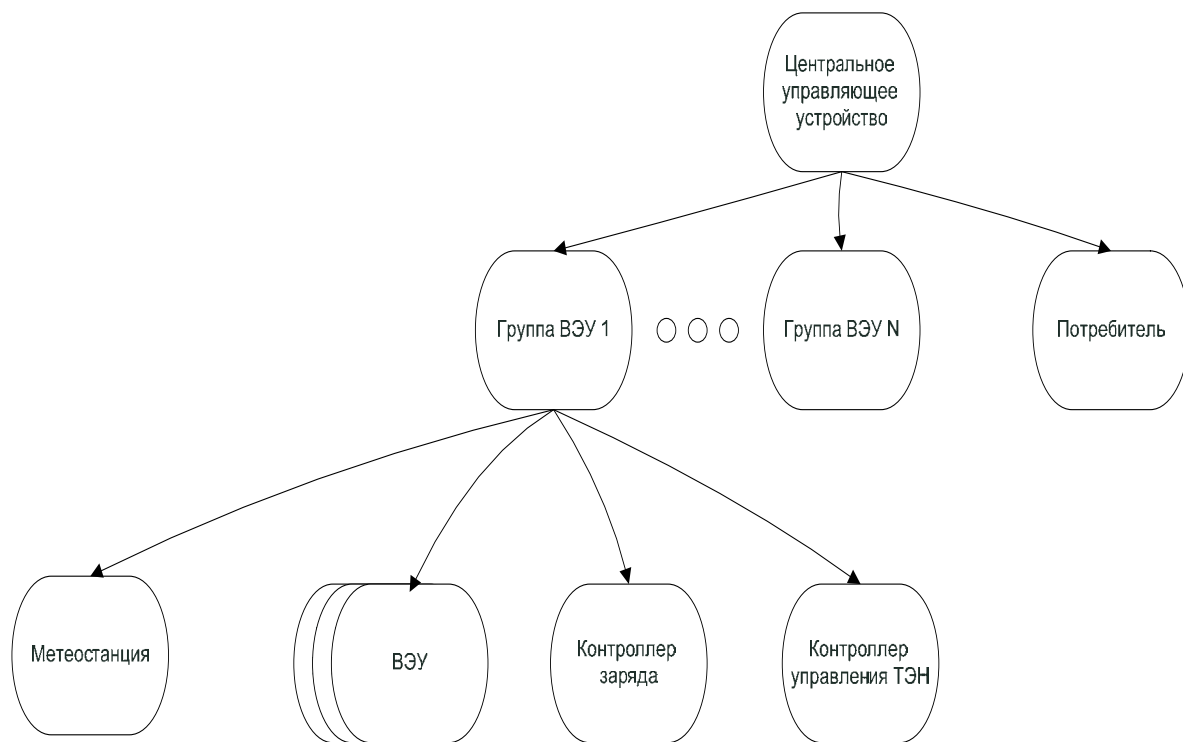 Центральное
управляющее
устройство
Группа ВЭУ 1
Группа ВЭУ N
Потребитель
Метеостанция
ВЭУ
Контроллер
заряда
Контроллер
управления ТЭН